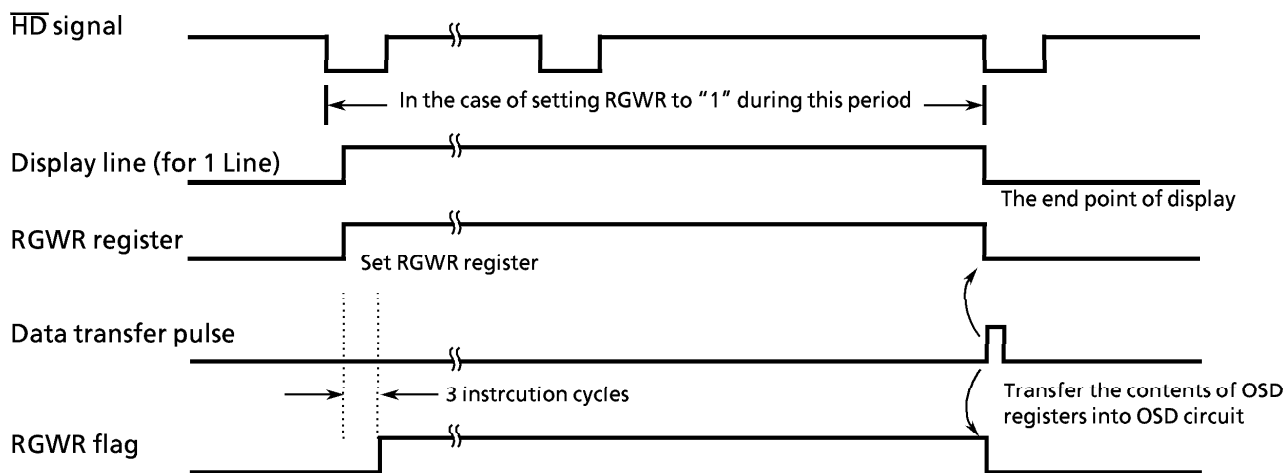 HD signal
In the case of setting RGWR to “1” during this period
Display line (for 1 Line)
The end point of display
RGWR register
Set RGWR register
Data transfer pulse
3 instrcution cycles
Transfer the contents of OSD
registers into OSD circuit
RGWR flag